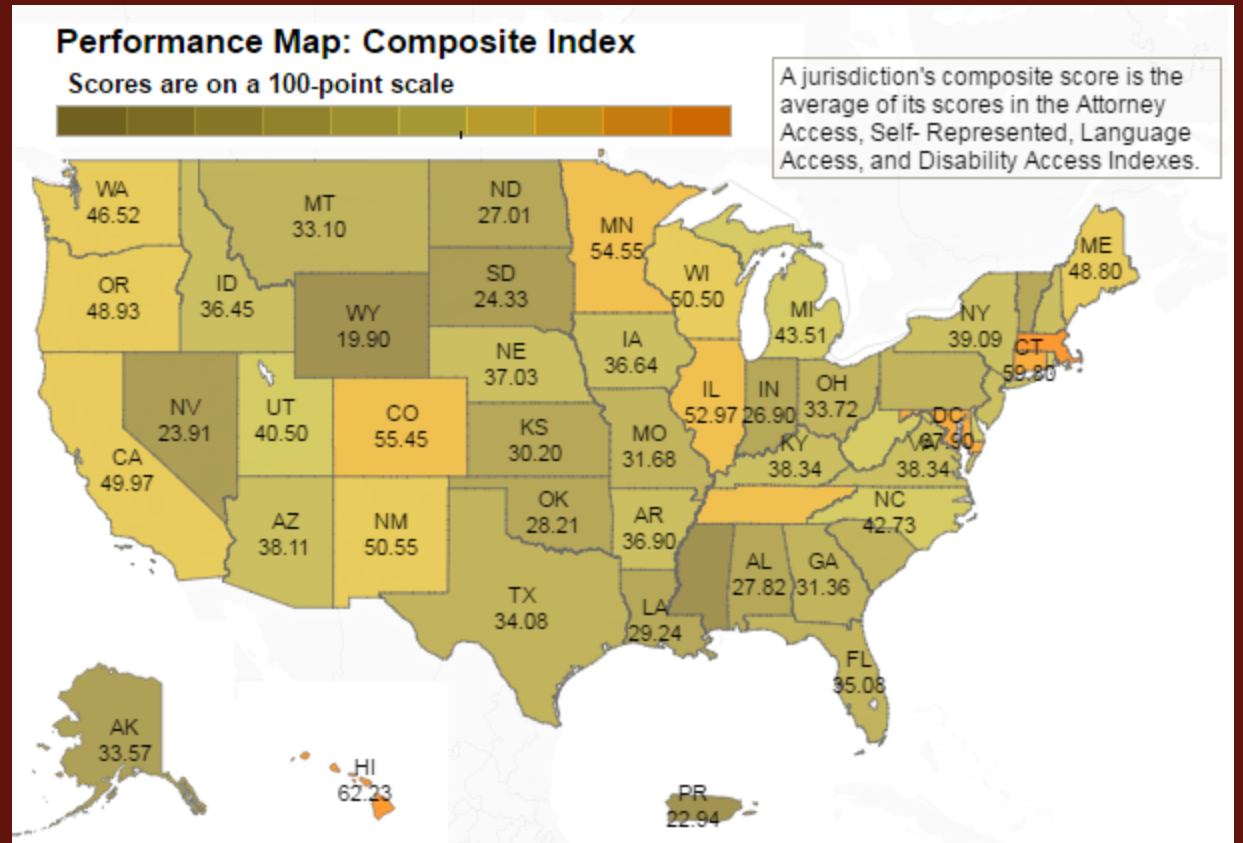 Performance Map: Composite Index
Scores are on a 100-point scale
A jurisdiction's composite score is the
average of its scores in the Attorney
Access, Self- Represented, Language
Access, and Disability Access Indexes.
WA
46.52
MT
33.10
ND
27.01
MN
54.55
ME
48.80
OR
48.93
ID
36.45
SD
24.33
WI
50.50
WY
19.90
MI
43.51
NY
39.09
CT
59.80
IA
36.64
NE
37.03
NV
23.91
UT
40.50
CO
55.45
IL
52.97
IN
26.90
OH
33.72
KS
30.20
MO
31.68
DC
KY
38.34
VA
38.34
CA
49.97
AZ
38.11
NM
50.55
OK
28.21
AR
36.90
NC
42.73
TX
34.08
LA
29.24
AL
27.82
GA
31.36
FL
35.08
AK
33.57
HI
62.23
PR
22.94